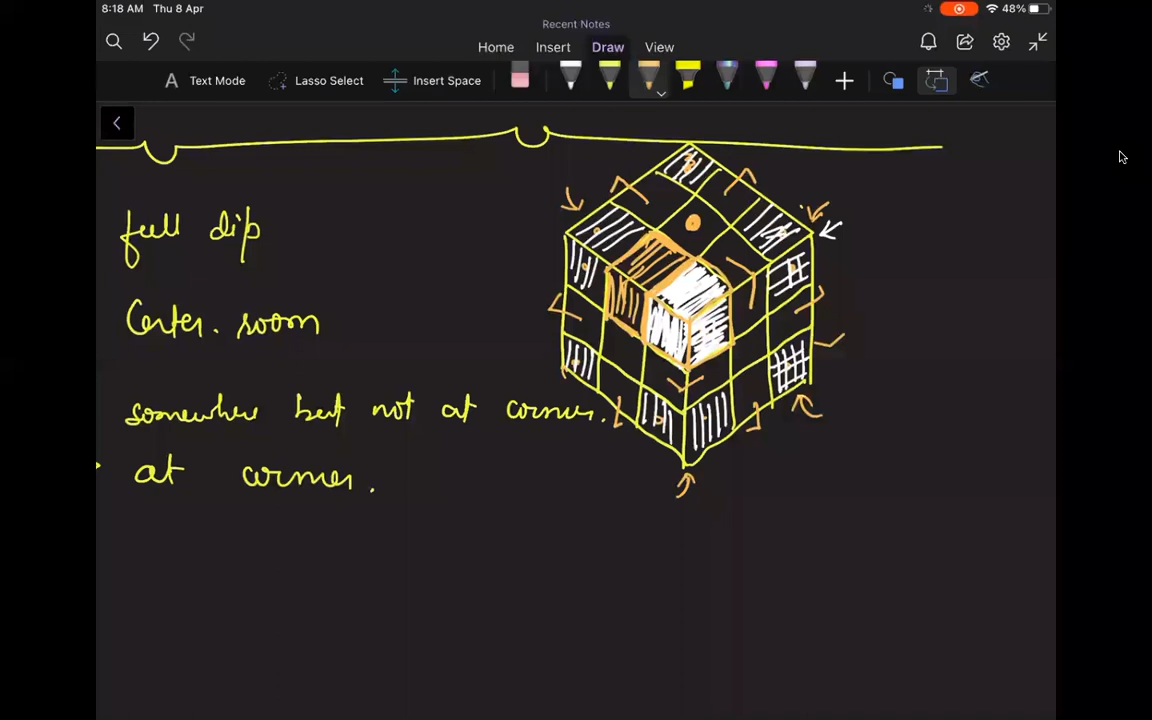 8:18 AM Thu 8 Apr
48%
Recent Notes
Home Insert Draw View
Text Mode Lasso Select Insert Space
full dip
Center. room
somewhere but not at corner.
at corner.